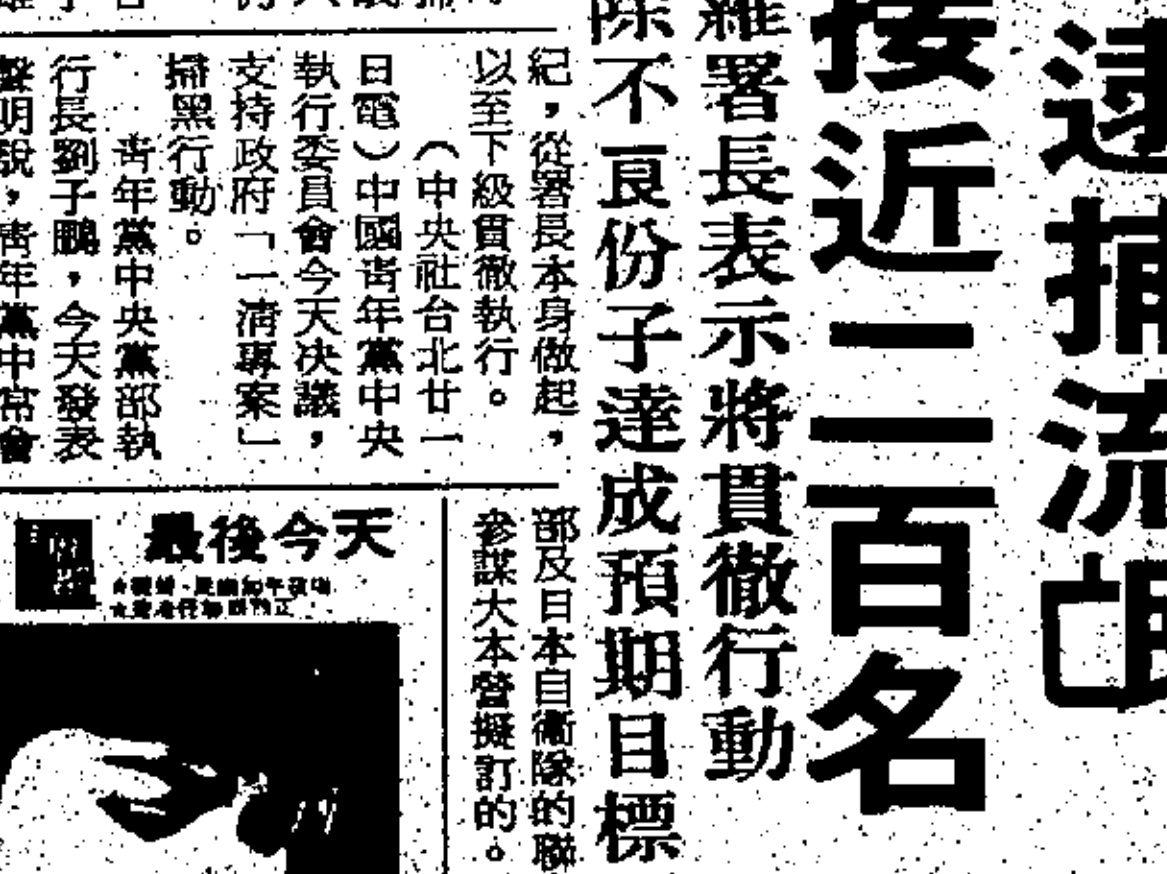 逮捕流氓
接近二百名
羅署長表示將貫徹行動
除不良份子達成預期目標
紀，從署長本身做起，
以至下級貫徹執行。
（中央社台北廿一
日電）中國青年黨中央
執行委員會今天決議，
支持政府「一清專案」
掃黑行動。
青年黨中央黨部執
行長劉子鵬，今天發表
聲明說，青年黨中常會
部及日本自衛隊的聯
參謀大本營擬訂的。
天今後最